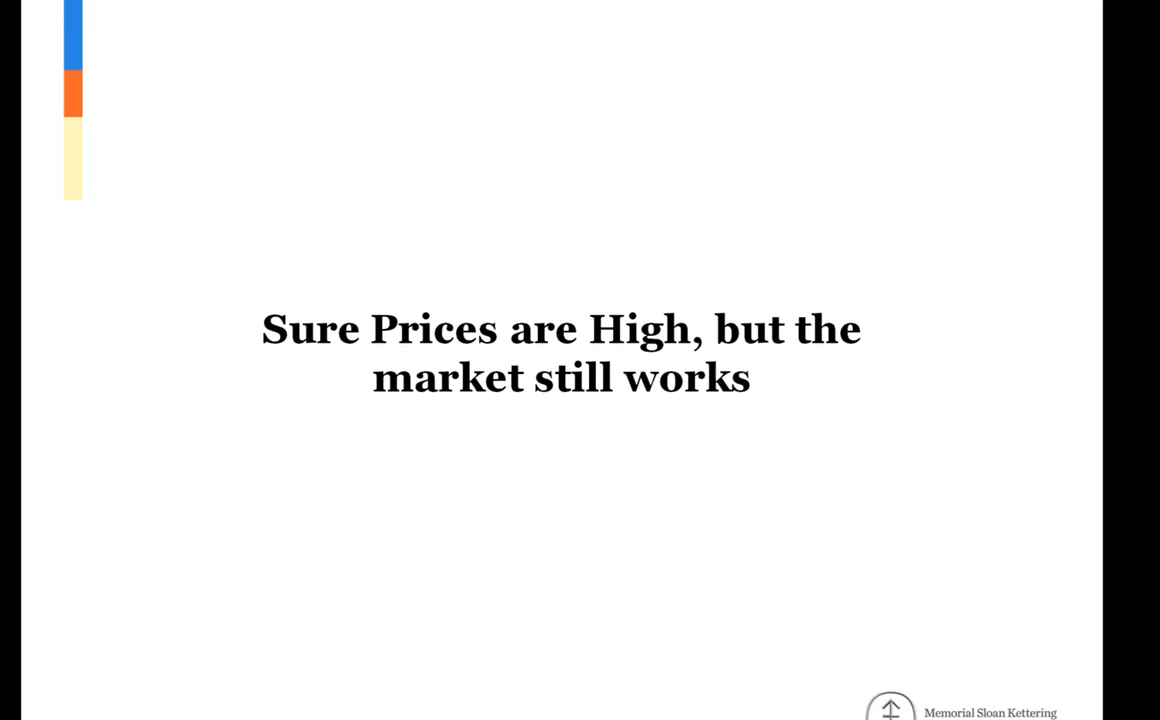 Sure Prices are High, but the
market still works
Memorial Sloan Kettering